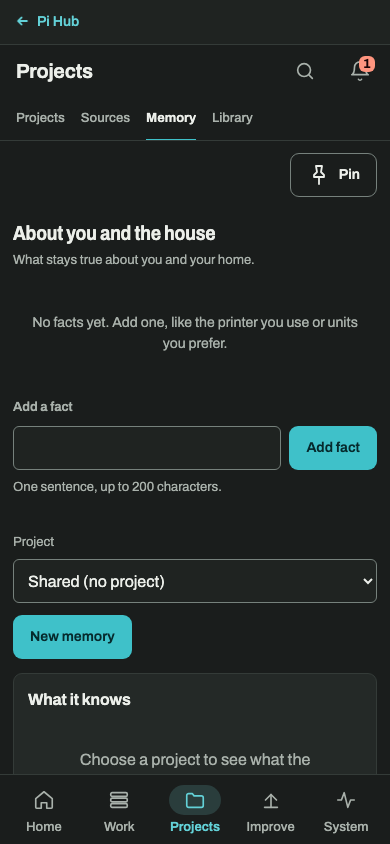 Pi Hub
Projects
1
Projects Sources Memory Library
Pin
About you and the house
What stays true about you and your home.
No facts yet. Add one, like the printer you use or units
you prefer.
Add a fact
Add fact
One sentence, up to 200 characters.
Project
Shared (no project)
New memory
What it knows
Choose a project to see what the
Home Work Projects Improve System